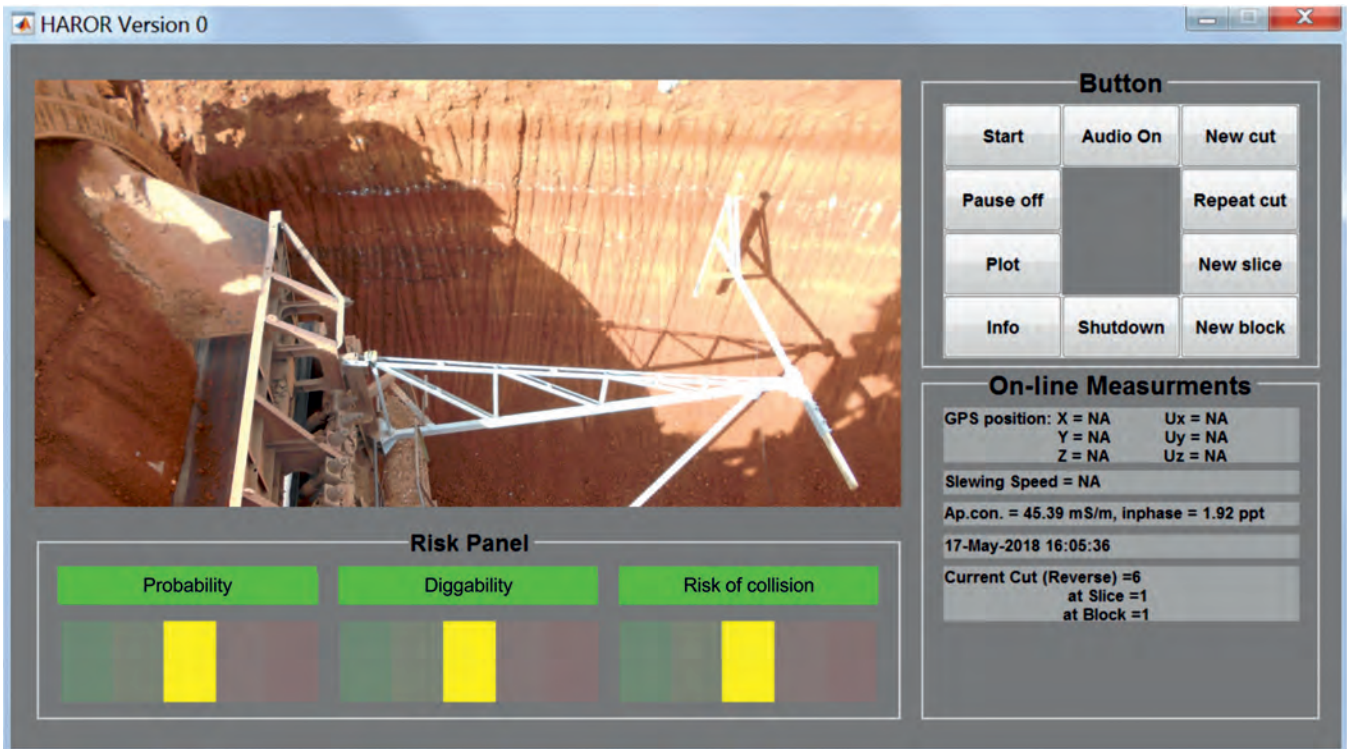 HAROR Version 0
Button
Start Audio On New cut
Pause off Repeat cut
Plot New slice
Info Shutdown New block
On-line Measurments
GPS position: X = NA Ux = NA
Y = NA Uy = NA
Z = NA Uz = NA
Slewing Speed = NA
Ap.con. = 45.39 mS/m, inphase = 1.92 ppt
17-May-2018 16:05:36
Current Cut (Reverse) =6
at Slice =1
at Block =1
Risk Panel
Probability Diggability Risk of collision